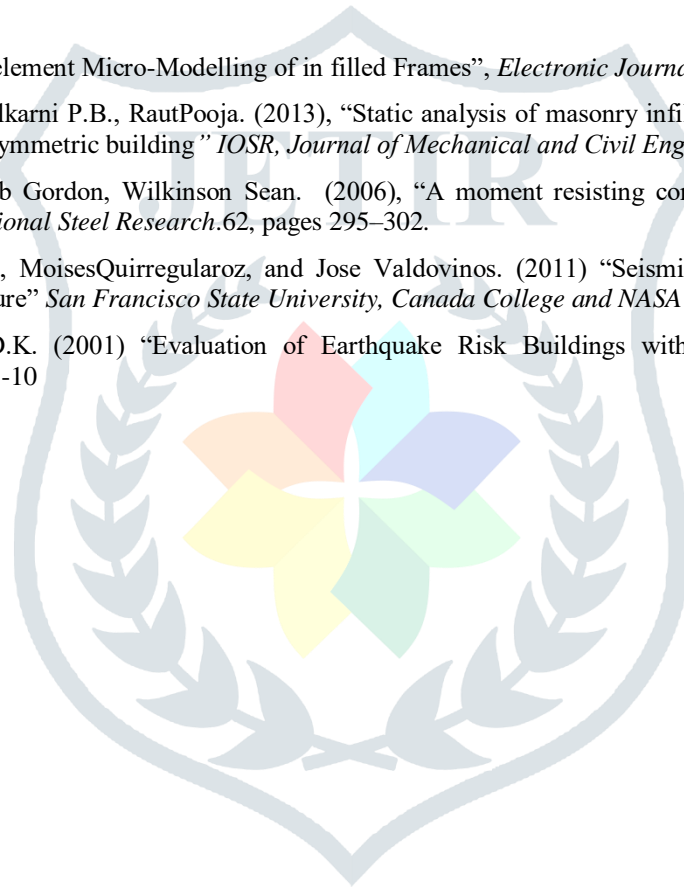 element Micro-Modelling of in filled Frames”, Electronic Journa
lkarni P.B., RautPooja. (2013), “Static analysis of masonry infil
ymmetric building” IOSR, Journal of Mechanical and Civil Eng
b Gordon, Wilkinson Sean. (2006), “A moment resisting con
ional Steel Research.62, pages 295–302.
JETIR
, MoisesQuirregularoz, and Jose Valdovinos. (2011) “Seismi
ure” San Francisco State University, Canada College and NASA
D.K. (2001) “Evaluation of Earthquake Risk Buildings with
-10